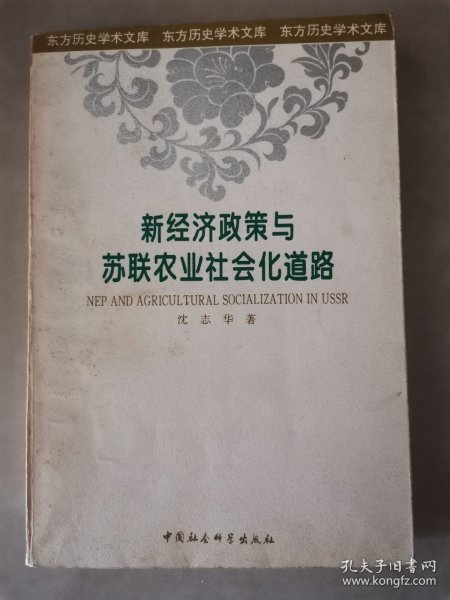 东方历史学术文库 东方历史学术文库 东方历史学术文库
新经济政策与
苏联农业社会化道路
NEP AND AGRICULTURAL SOCIALIZATION IN USSR
沈志华著
中国社会科学出版社
孔夫子旧书网
www.kongfz.com